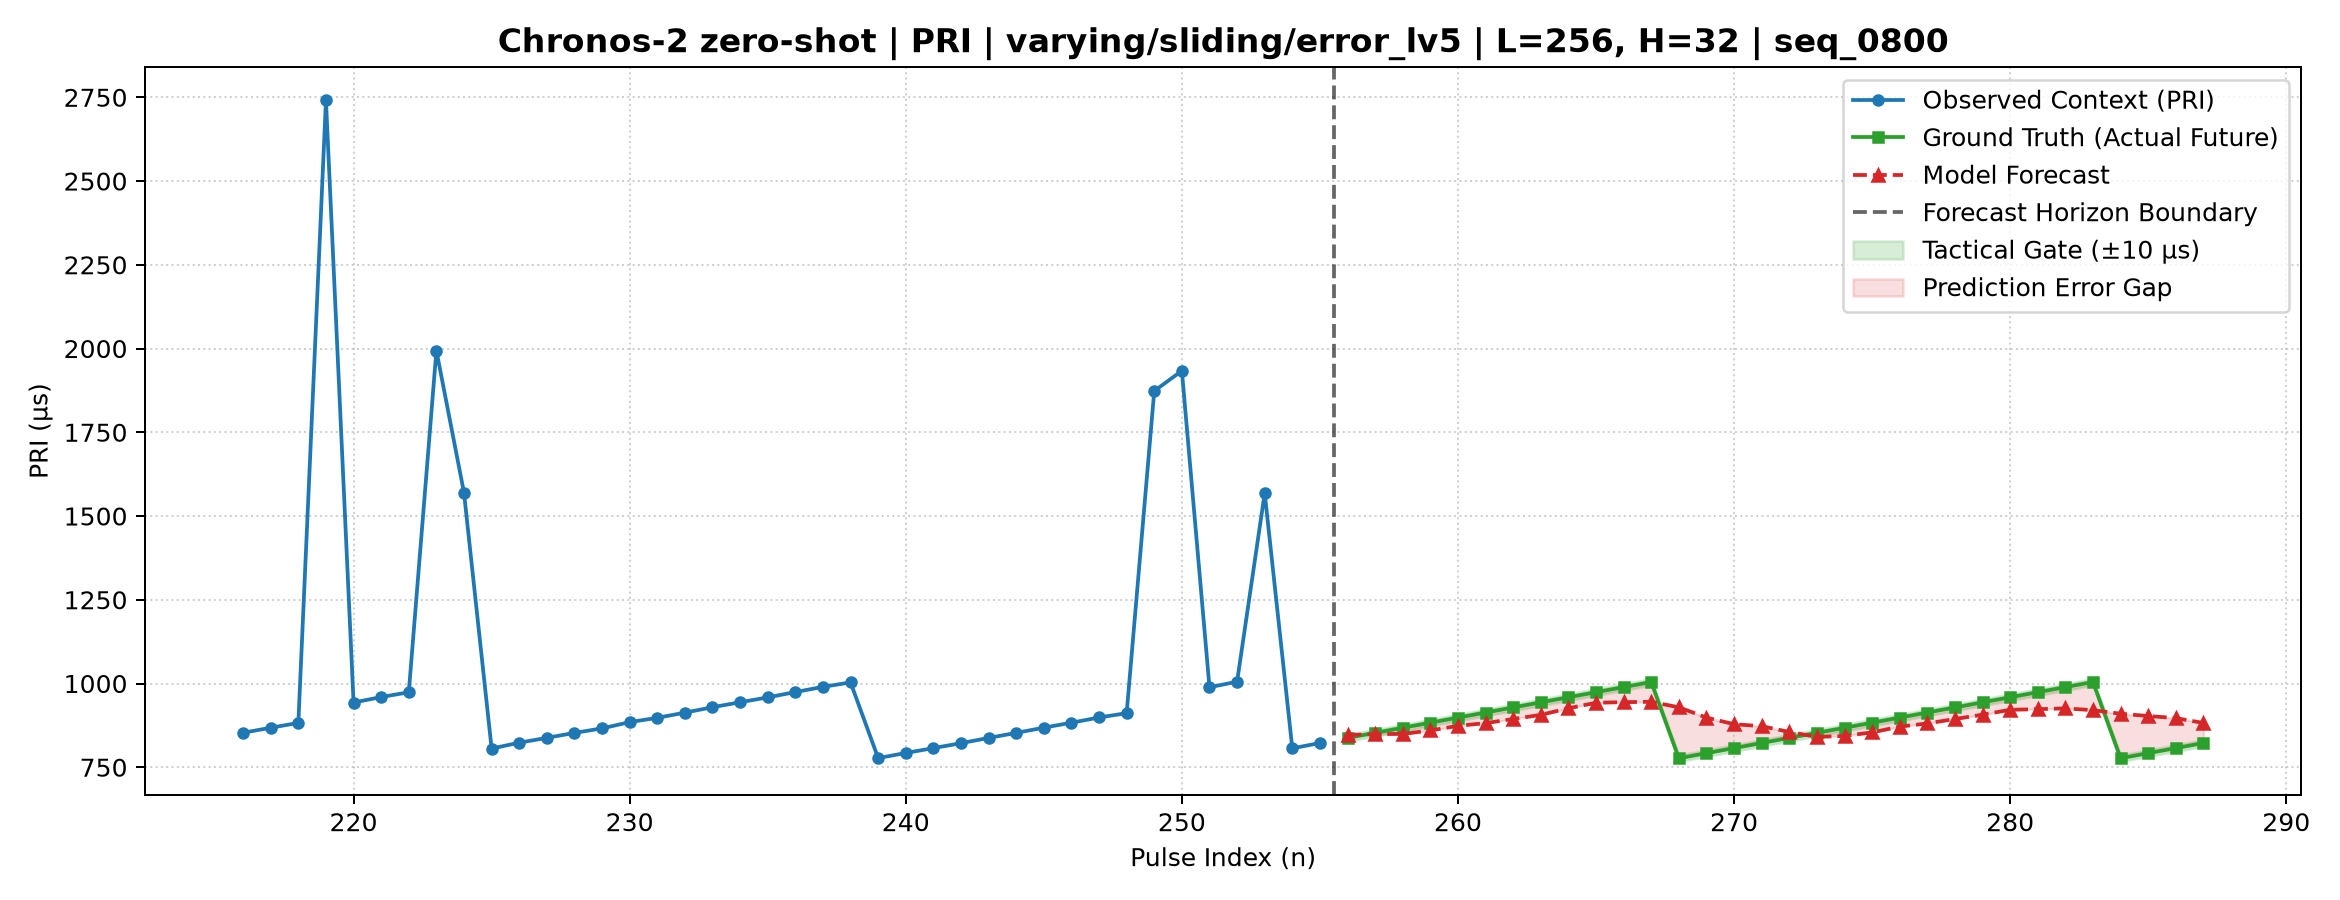 Chronos-2 zero-shot | PRI | varying/sliding/error_lv5 | L=256, H=32 | seq_0800
2750
2500
2250
2000
1750
1500
1250
1000
750
PRI (µs)
Observed Context (PRI)
Ground Truth (Actual Future)
Model Forecast
Forecast Horizon Boundary
Tactical Gate (±10 µs)
Prediction Error Gap
220 230 240 250 260 270 280 290
Pulse Index (n)